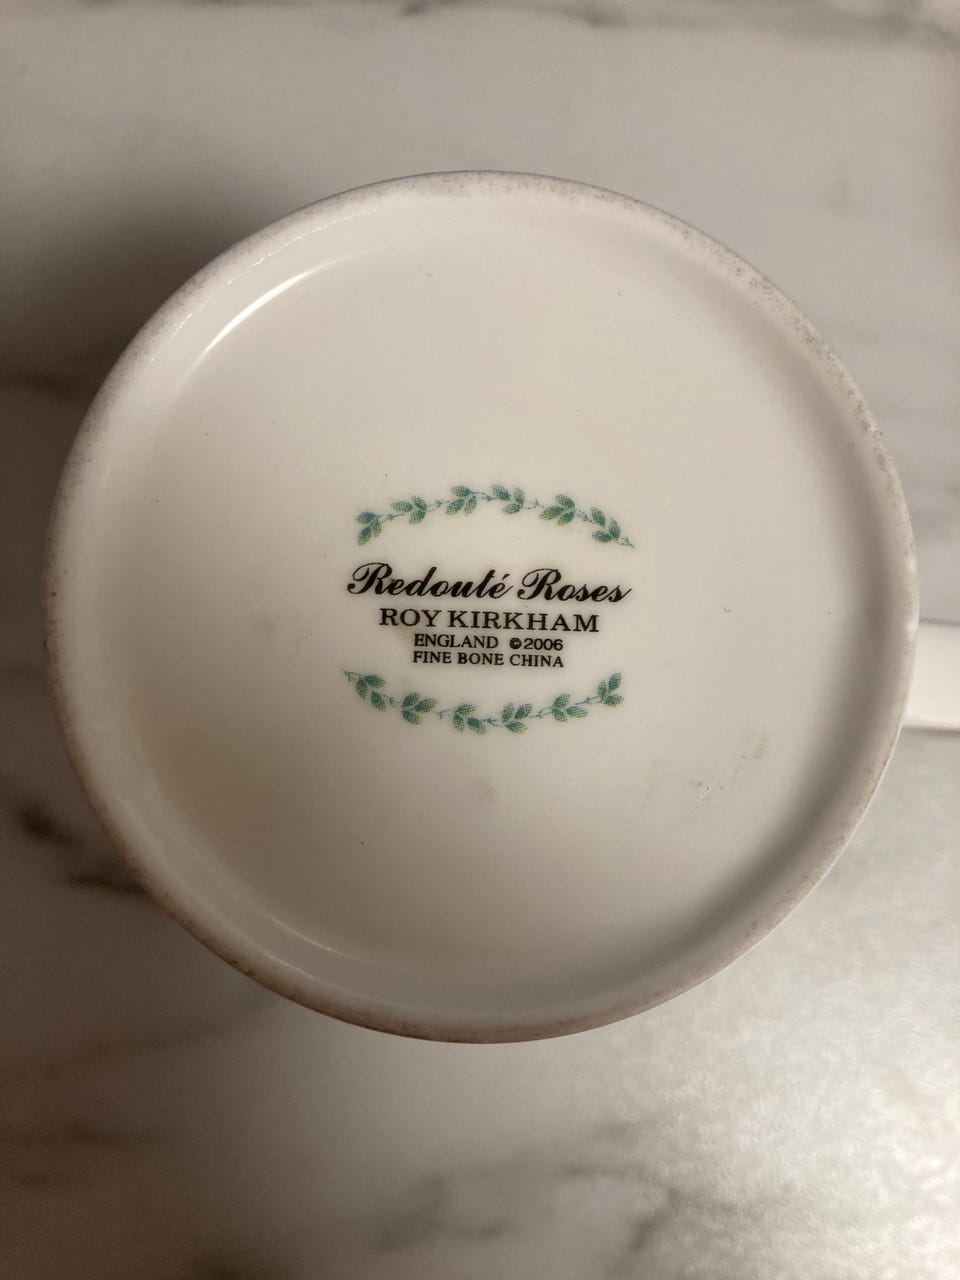 Redouté Roses
ROY KIRKHAM
ENGLAND ©2006
FINE BONE CHINA